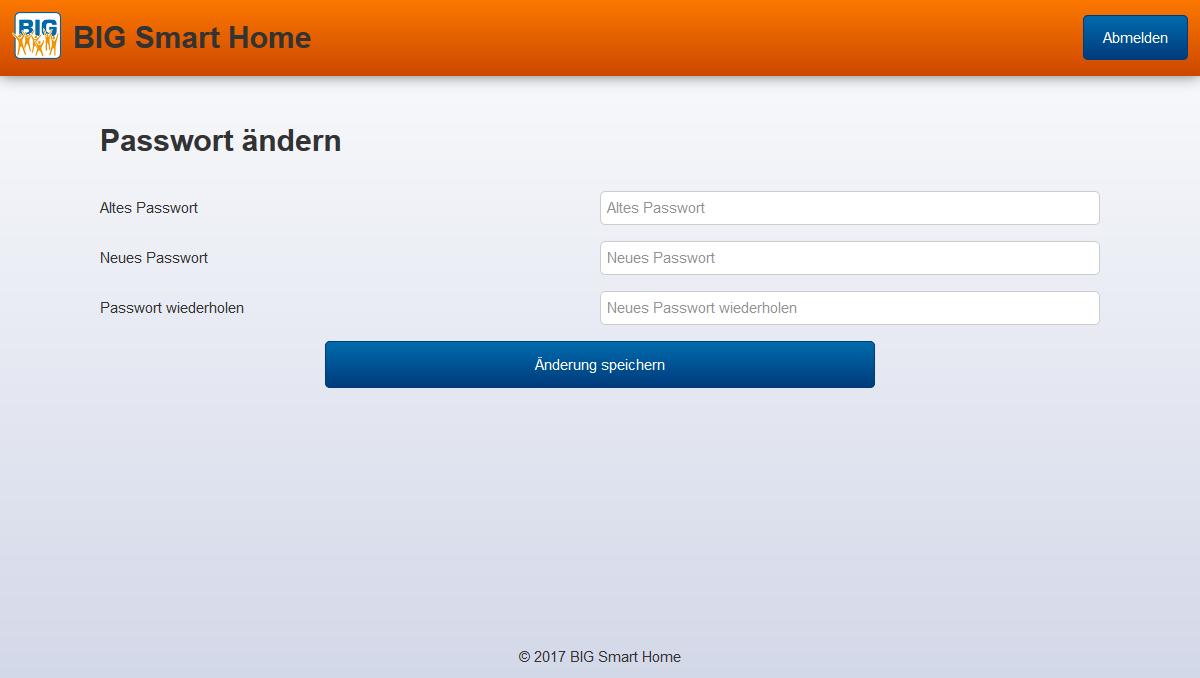 BIG
BIG Smart Home
Abmelden
Passwort ändern
Altes Passwort
Altes Passwort
Neues Passwort
Neues Passwort
Passwort wiederholen
Neues Passwort wiederholen
Änderung speichern
© 2017 BIG Smart Home